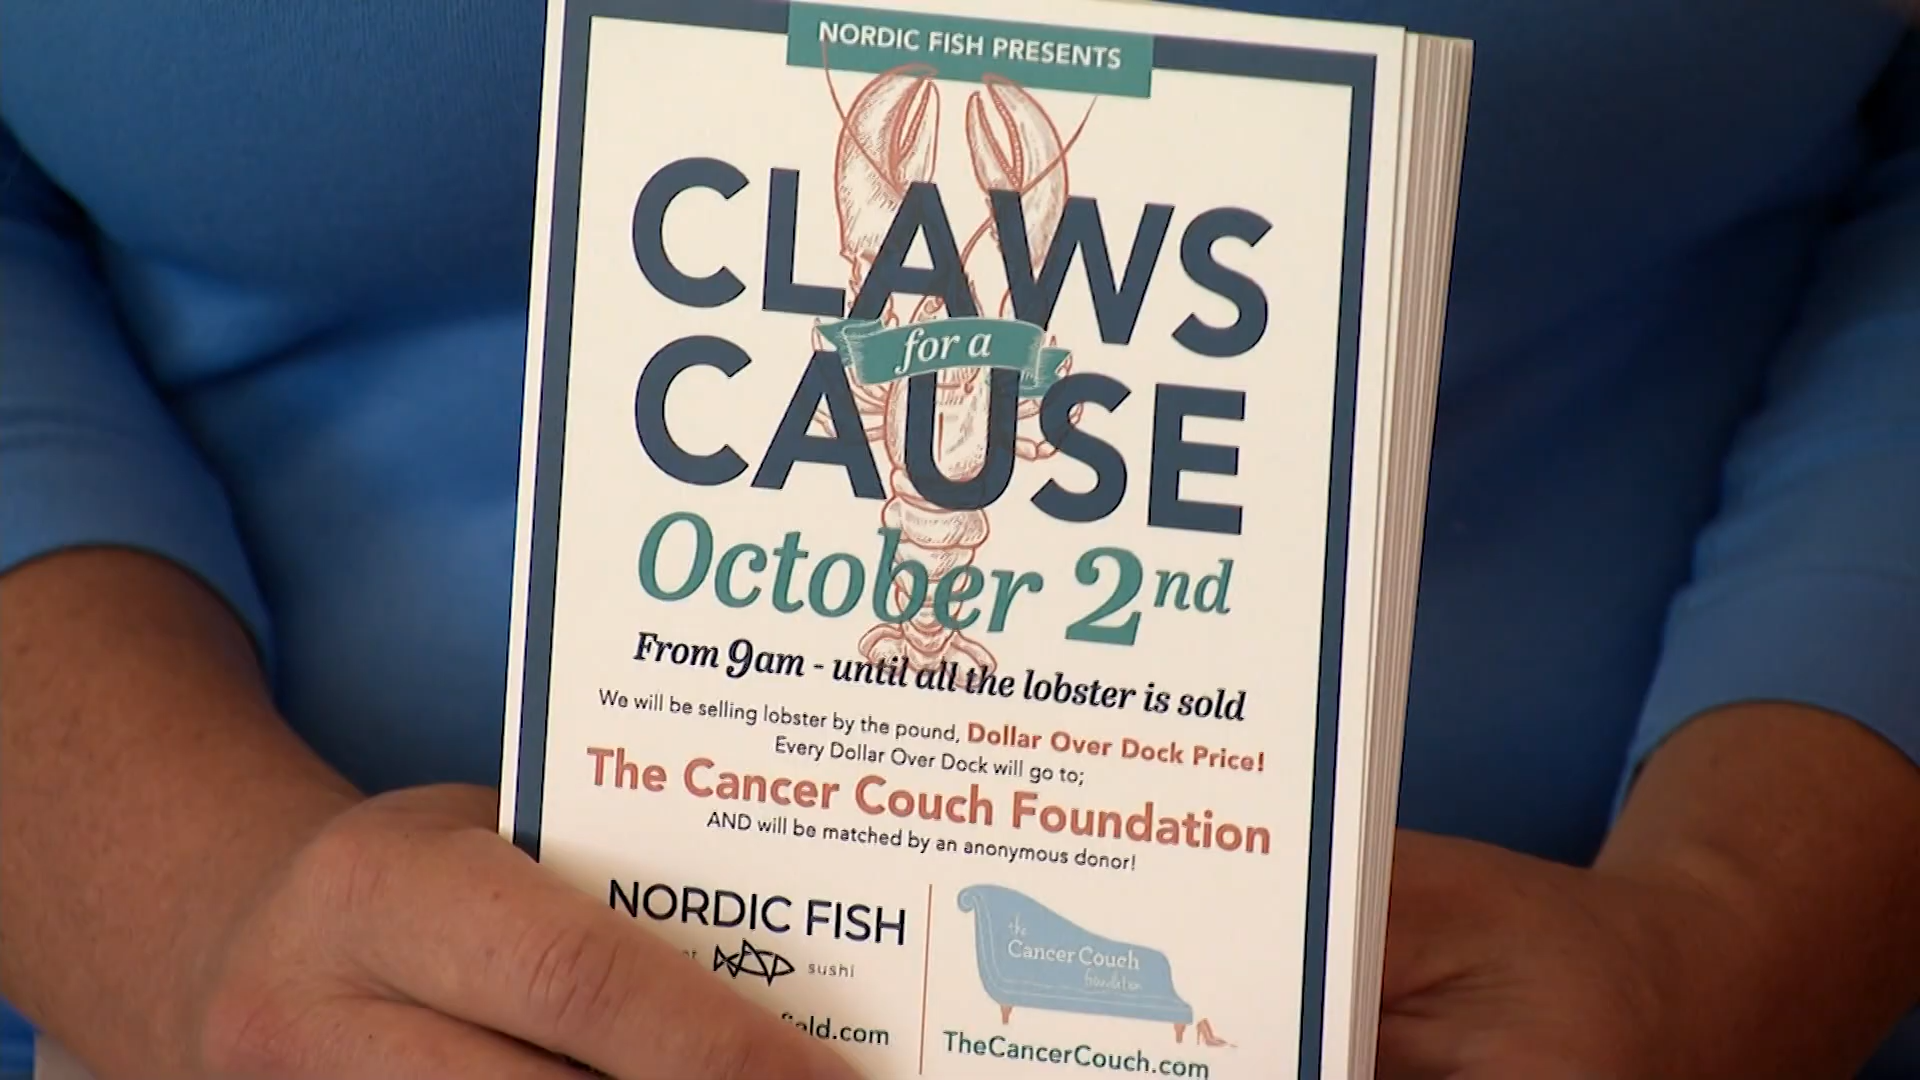 NORDIC FISH PRESENTS
CLAWS
for a
CAUSE
October 2nd
From 9am - until all the lobster is sold
We will be selling lobster by the pound, Dollar Over Dock Price!
Every Dollar Over Dock will go to;
The Cancer Couch Foundation
AND will be matched by an anonymous donor!
NORDIC FISH
sushi
the
Cancer Couch
foundation
TheCancerCouch.com